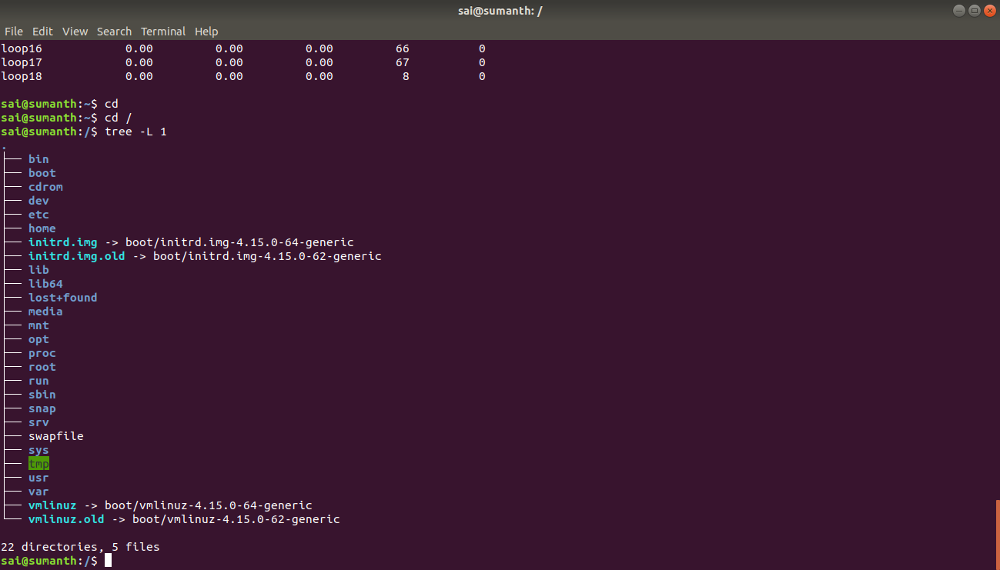 sai@sumanth: /
File Edit View Search Terminal Help
loop16            0.00         0.00         0.00         66          0
loop17            0.00         0.00         0.00         67          0
loop18            0.00         0.00         0.00          8          0
sai@sumanth:~$ cd
sai@sumanth:~$ cd /
sai@sumanth:/$ tree -L 1
.
├── bin
├── boot
├── cdrom
├── dev
├── etc
├── home
├── initrd.img -> boot/initrd.img-4.15.0-64-generic
├── initrd.img.old -> boot/initrd.img-4.15.0-62-generic
├── lib
├── lib64
├── lost+found
├── media
├── mnt
├── opt
├── proc
├── root
├── run
├── sbin
├── snap
├── srv
├── swapfile
├── sys
├── tmp
├── usr
├── var
├── vmlinuz -> boot/vmlinuz-4.15.0-64-generic
└── vmlinuz.old -> boot/vmlinuz-4.15.0-62-generic
22 directories, 5 files
sai@sumanth:/$